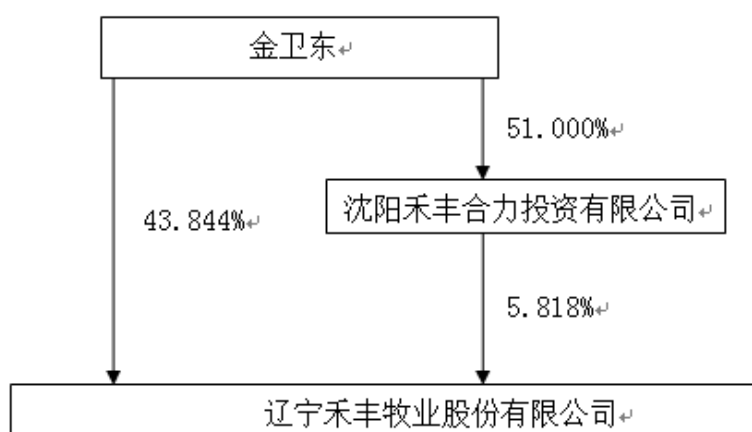 金卫东
51.000%
沈阳禾丰合力投资有限公司
43.844%
5.818%
辽宁禾丰牧业股份有限公司